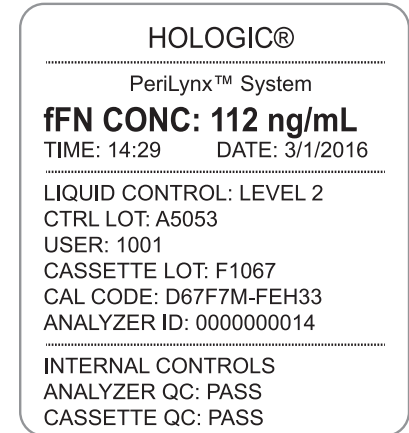 HOLOGIC®
PeriLynx™ System
fFN CONC: 112 ng/mL
TIME: 14:29 DATE: 3/1/2016
LIQUID CONTROL: LEVEL 2
CTRL LOT: A5053
USER: 1001
CASSETTE LOT: F1067
CAL CODE: D67F7M-FEH33
ANALYZER ID: 0000000014
INTERNAL CONTROLS
ANALYZER QC: PASS
CASSETTE QC: PASS